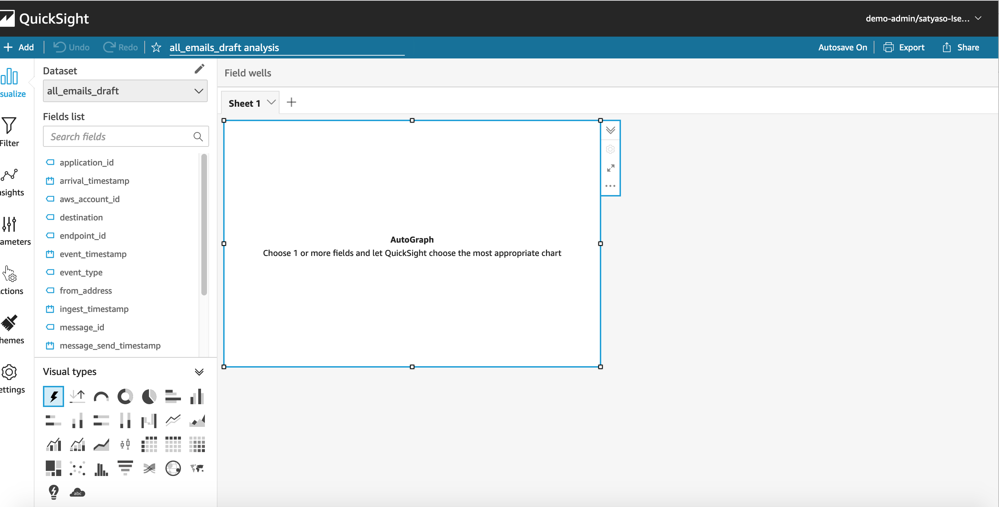 QuickSight
demo-admin/satyaso-Ise...
Add
Undo
Redo
all_emails_draft analysis
Autosave On
Export
Share
sualize
Filter
nsights
ameters
ctions
hemes
ettings
Dataset
all_emails_draft
Fields list
Search fields
application_id
arrival_timestamp
aws_account_id
destination
endpoint_id
event_timestamp
event_type
from_address
ingest_timestamp
message_id
message_send_timestamp
Visual types
abc
Field wells
Sheet 1
AutoGraph
Choose 1 or more fields and let QuickSight choose the most appropriate chart